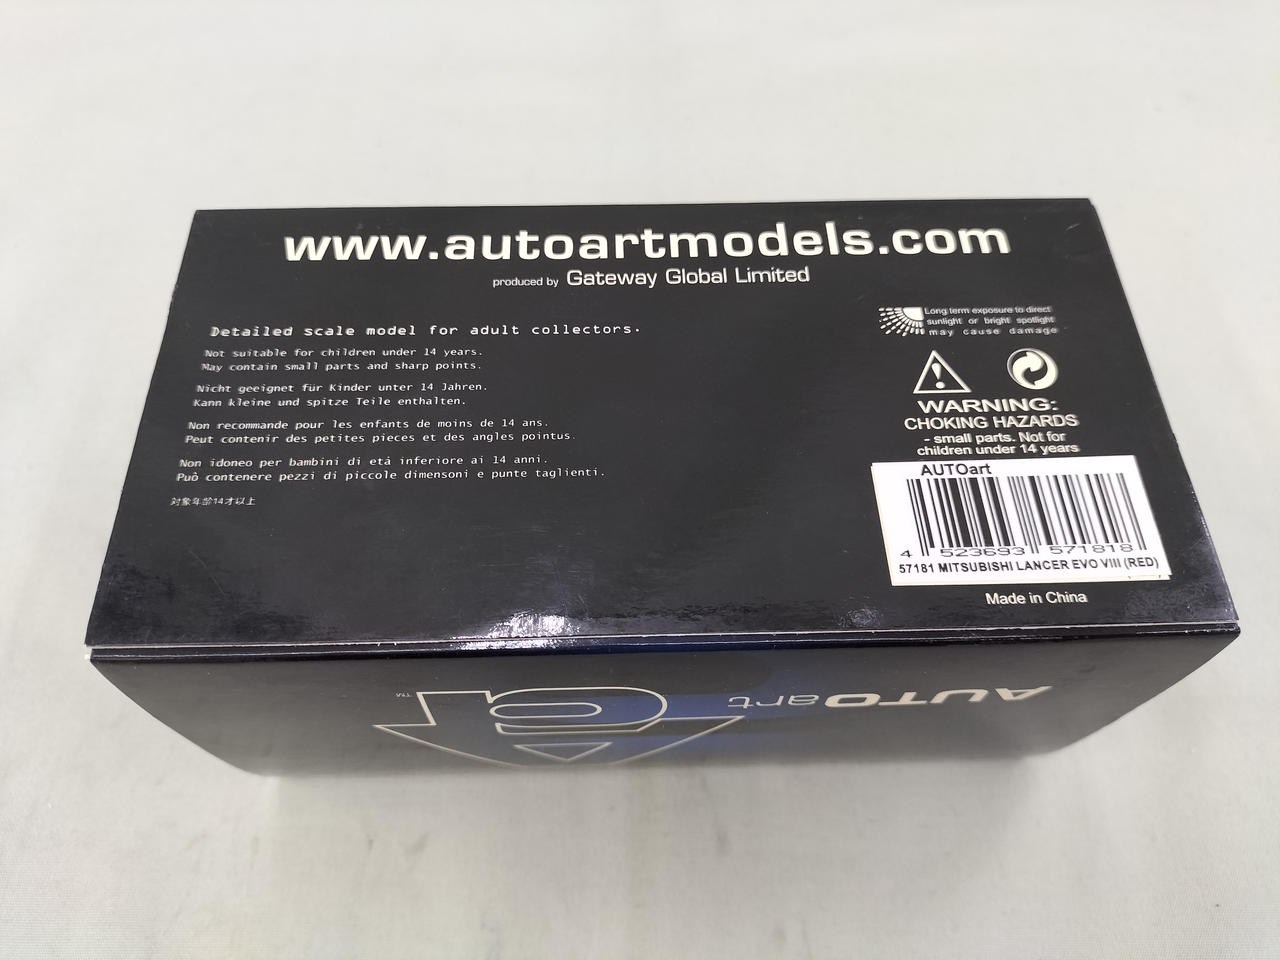 www.autoartmodels.com
produced by Gateway Global Limited
Detailed scale model for adult collectors.
Not suitable for children under 14 years.
May contain small parts and sharp points.
Nicht geeignet für Kinder unter 14 Jahren.
Kann kleine und spitze Teile enthalten.
Non recommande pour les enfants de moins de 14 ans.
Peut contenir des petites pieces et des angles pointus.
Non idoneo per bambini di etá inferiore ai 14 anni.
Può contenere pezzi di piccole dimensoni e punte taglienti.
対象年齢14才以上
Long term exposure to direct
sunlight or bright spotlight
may cause damage
WARNING:
CHOKING HAZARDS
- small parts. Not for
children under 14 years
AUTOart
4 523693 571818
57181 MITSUBISHI LANCER EVO VIII (RED)
Made in China
AUTOart
TM